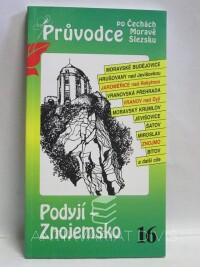 Průvodce
po Čechách
Moravě
Slezsku
MORAVSKÉ BUDĚJOVICE
HRUŠOVANY nad Jevišovkou
JAROMĚŘICE nad Rokytnou
VRANOVSKÁ PŘEHRADA
VRANOV nad Dyjí
MORAVSKÝ KRUMLOV
JEVIŠOVICE
ŠATOV
MIROSLAV
ZNOJMO
BÍTOV
a další cíle
Podyjí -
Znojemsko
16